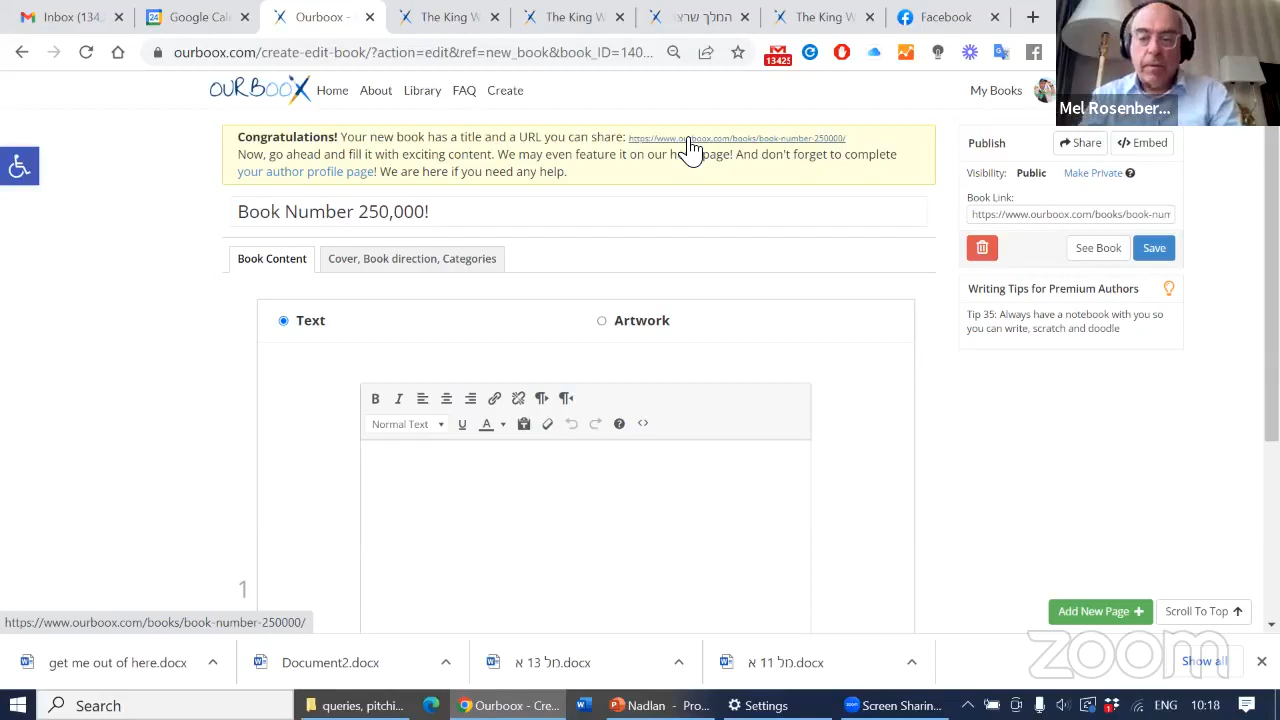 Inbox (134
Google Cale
Ourboox - C
The King W
The King W
המלך שרצ
The King W
Facebook
ourboox.com/create-edit-book/?action=edit&ref=new_book&book_ID=140...
13425
OURBOOX
Home
About
Library
FAQ
Create
My Books
Mel Rosenber...
Congratulations! Your new book has a title and a URL you can share: https://www.ourboox.com/books/book-number-250000/
Now, go ahead and fill it with exciting content. We may even feature it on our home page! And don't forget to complete
your author profile page! We are here if you need any help.
Book Number 250,000!
Book Content
Cover, Book direction, Categories
Text
Artwork
B I
Normal Text
U A
1
Publish
Share
Embed
Visibility: Public Make Private
Book Link:
https://www.ourboox.com/books/book-num
See Book
Save
Writing Tips for Premium Authors
Tip 35: Always have a notebook with you so
you can write, scratch and doodle
Add New Page +
Scroll To Top
https://www.ourboox.com/books/book-number-250000/
zoom
get me out of here.docx
Document2.docx
מל 13 א.docx
מל 11 א.docx
Show all
Search
queries, pitchi...
Ourboox - Cre...
Nadlan - Pro...
Settings
Screen Sharin...
ENG
10:18